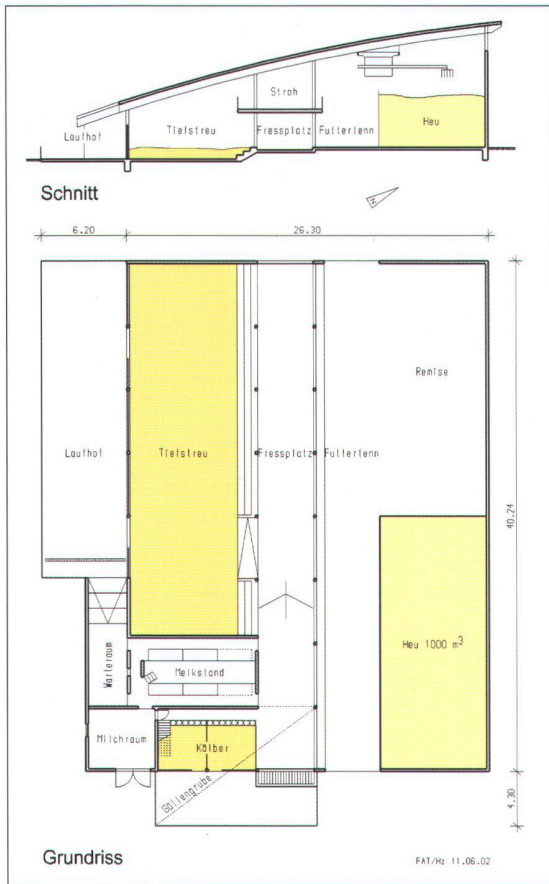 Stroh
Laufhof Tiefstreu Fressplatz Futtertenn Heu
Schnitt
N
6.20 26.30
Remise
Laufhof Tiefstreu Fressplatz Futtertenn
40.24
Heu 1000 m³
Warteraum
Melkstand
Milchraum
Kälber
Güllengrube
4.30
Grundriss
FAT/Hz 11.06.02